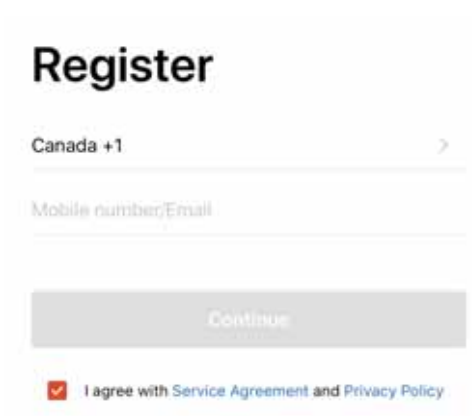 Register
Canada +1
Mobile number/Email
Continue
I agree with Service Agreement and Privacy Policy